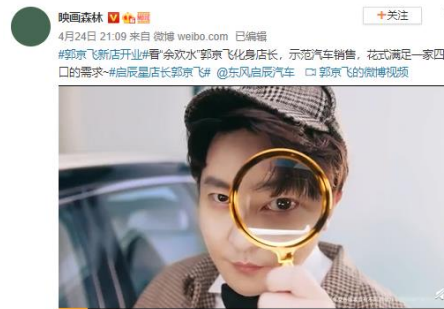 映画森林
+关注
4月24日 21:09 来自 微博 weibo.com 已编辑
#郭京飞新店开业#看“余欢水”郭京飞化身店长，示范汽车销售，花式满足一家四
口的需求~#启辰星店长郭京飞# @东风启辰汽车 郭京飞的微博视频